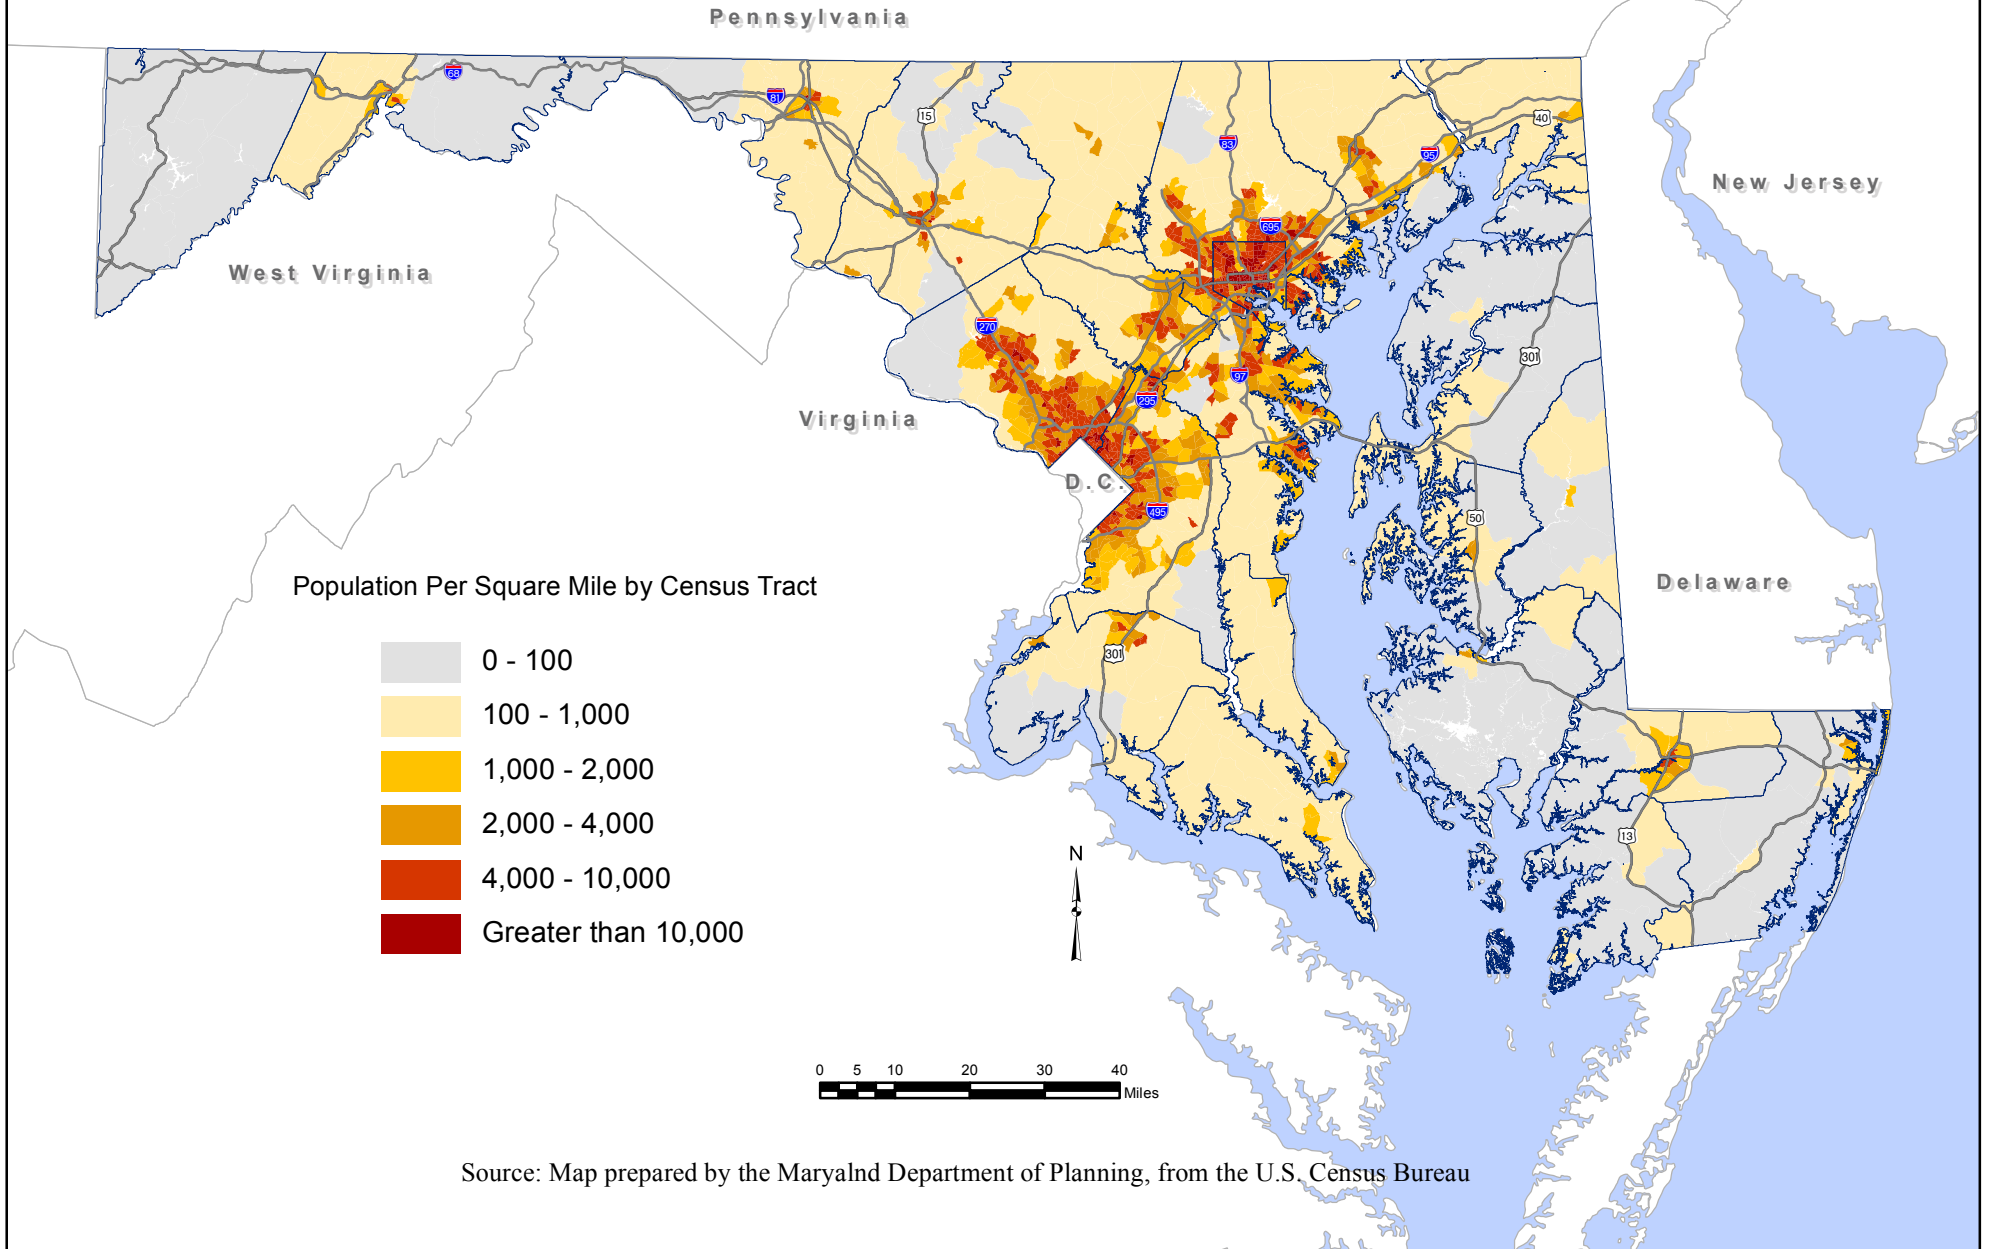 Pennsylvania
68
81
15
83
40
95
New Jersey
695
West Virginia
270
301
97
295
Virginia
D.C.
495
50
Delaware
Population Per Square Mile by Census Tract
0 - 100
100 - 1,000
1,000 - 2,000
2,000 - 4,000
4,000 - 10,000
Greater than 10,000
301
13
N
0 5 10 20 30 40
Miles
Source: Map prepared by the Maryalnd Department of Planning, from the U.S. Census Bureau